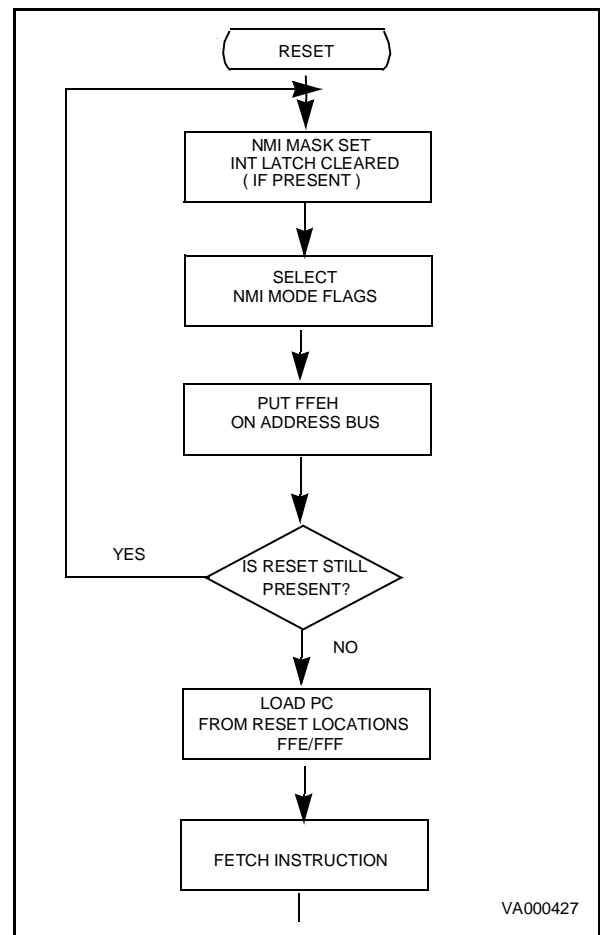 RESET
NMI MASK SET
INT LATCH CLEARED
( IF PRESENT )
SELECT
NMI MODE FLAGS
PUT FFEH
ON ADDRESS BUS
YES
IS RESET STILL
PRESENT?
NO
LOAD PC
FROM RESET LOCATIONS
FFE/FFF
FETCH INSTRUCTION
VA000427